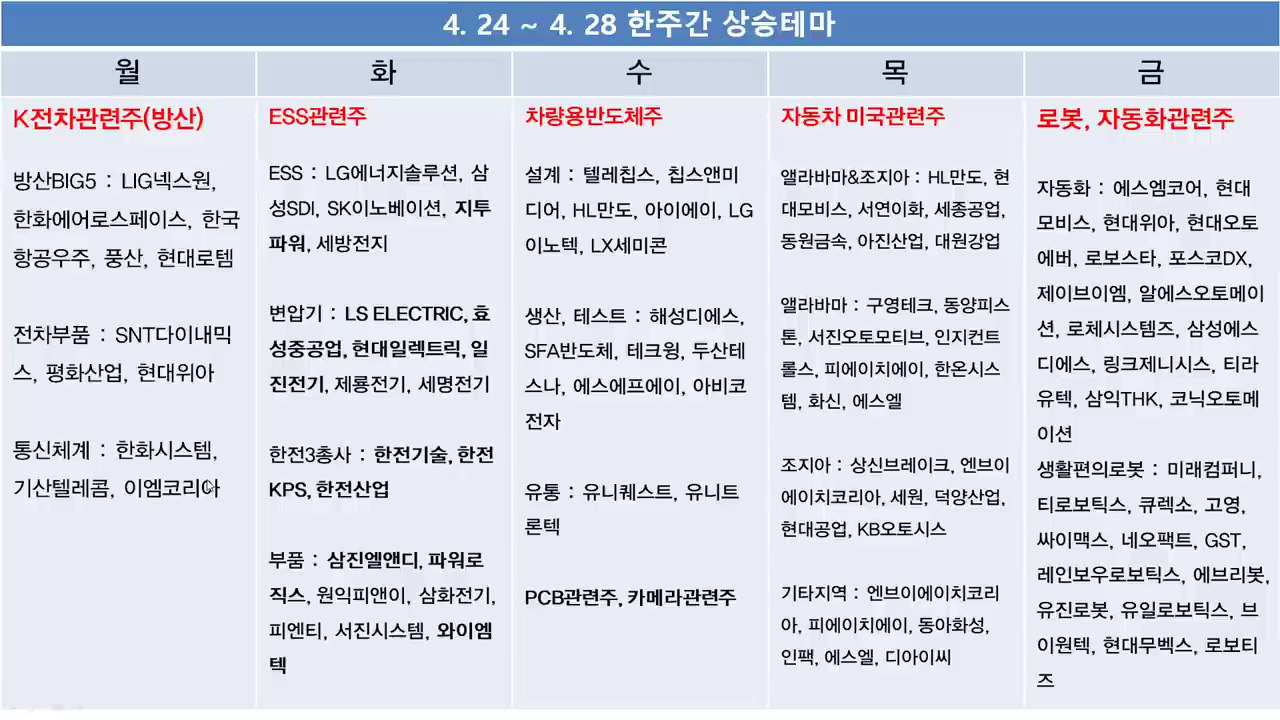 4. 24 ~ 4. 28 한주간 상승테마
월
화
수
목
금
K전차관련주(방산)
방산BIG5 : LIG넥스원,
한화에어로스페이스, 한국
항공우주, 풍산, 현대로템
전차부품 : SNT다이내믹
스, 평화산업, 현대위아
통신체계 : 한화시스템,
기산텔레콤, 이엠코리아
ESS관련주
ESS : LG에너지솔루션, 삼
성SDI, SK이노베이션, 지투
파워, 세방전지
변압기 : LS ELECTRIC, 효
성중공업, 현대일렉트릭, 일
진전기, 제룡전기, 세명전기
한전3총사 : 한전기술, 한전
KPS, 한전산업
부품 : 삼진엘앤디, 파워로
직스, 원익피앤이, 삼화전기,
피엔티, 서진시스템, 와이엠
텍
차량용반도체주
설계 : 텔레칩스, 칩스앤미
디어, HL만도, 아이에이, LG
이노텍, LX세미콘
생산, 테스트 : 해성디에스,
SFA반도체, 테크윙, 두산테
스나, 에스에프에이, 아비코
전자
유통 : 유니퀘스트, 유니트
론텍
PCB관련주, 카메라관련주
자동차 미국관련주
앨라바마&조지아 : HL만도, 현
대모비스, 서연이화, 세종공업,
동원금속, 아진산업, 대원강업
앨라바마 : 구영테크, 동양피스
톤, 서진오토모티브, 인지컨트
롤스, 피에이치에이, 한온시스
템, 화신, 에스엘
조지아 : 상신브레이크, 엔브이
에이치코리아, 세원, 덕양산업,
현대공업, KB오토시스
기타지역 : 엔브이에이치코리
아, 피에이치에이, 동아화성,
인팩, 에스엘, 디아이씨
로봇, 자동화관련주
자동화 : 에스엠코어, 현대
모비스, 현대위아, 현대오토
에버, 로보스타, 포스코DX,
제이브이엠, 알에스오토메이
션, 로체시스템즈, 삼성에스
디에스, 링크제니시스, 티라
유텍, 삼익THK, 코닉오토메
이션
생활편의로봇 : 미래컴퍼니,
티로보틱스, 큐렉소, 고영,
싸이맥스, 네오팩트, GST,
레인보우로보틱스, 에브리봇,
유진로봇, 유일로보틱스, 브
이원텍, 현대무벡스, 로보티
즈